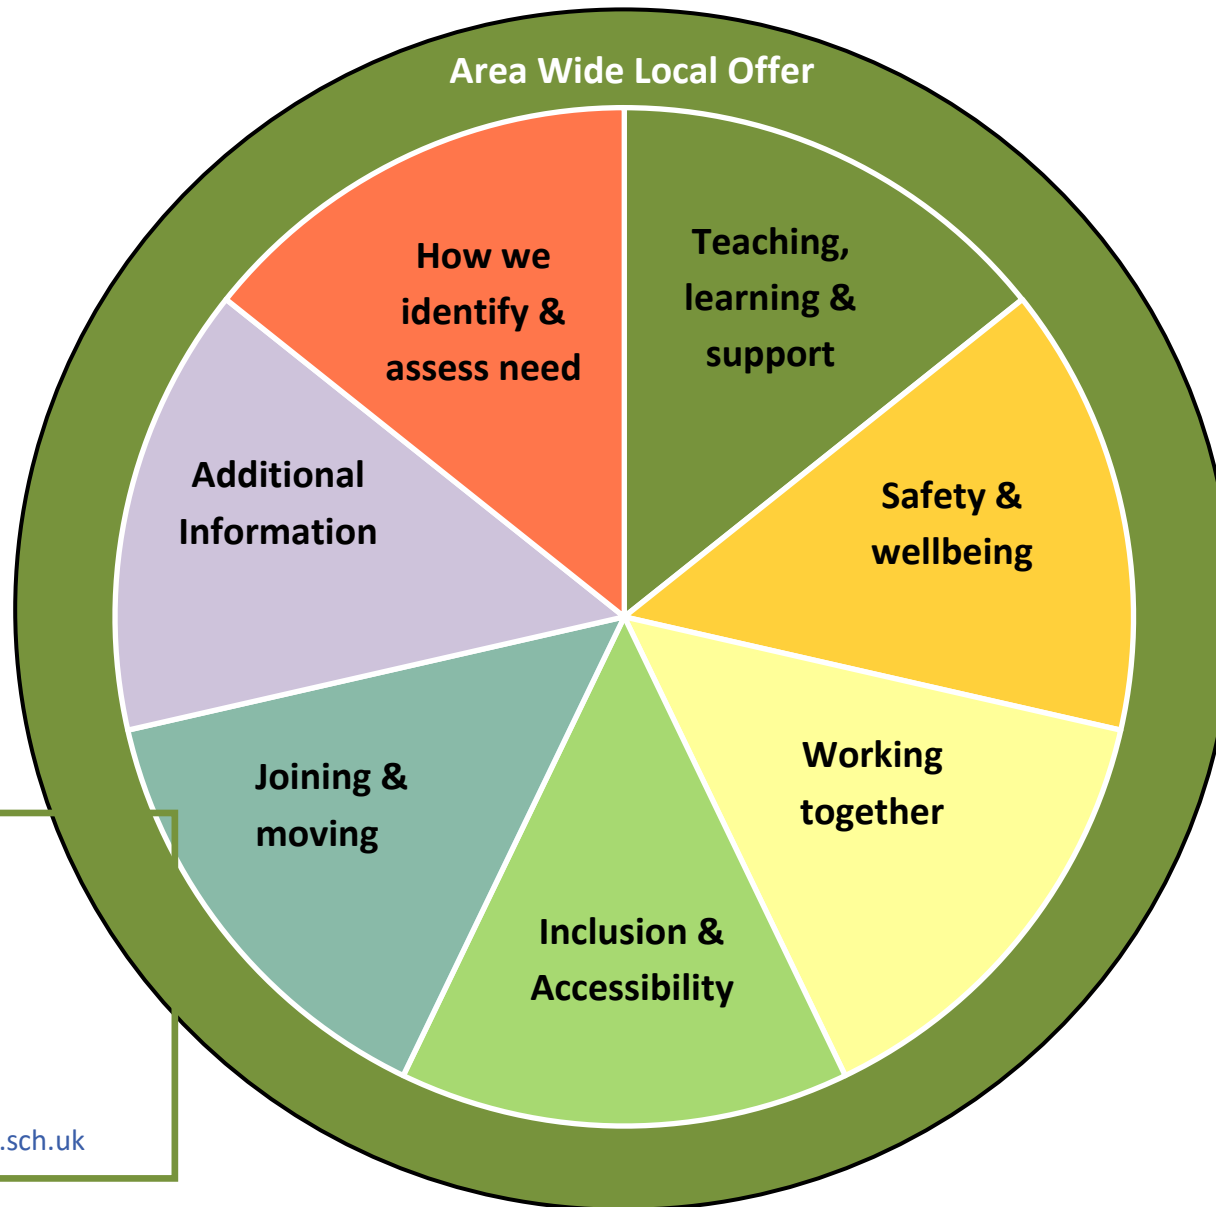 Area Wide Local Offer
How we
identify &
assess need
Teaching,
learning &
support
Additional
Information
Safety &
wellbeing
Joining &
moving
Working
together
Inclusion &
Accessibility
.sch.uk